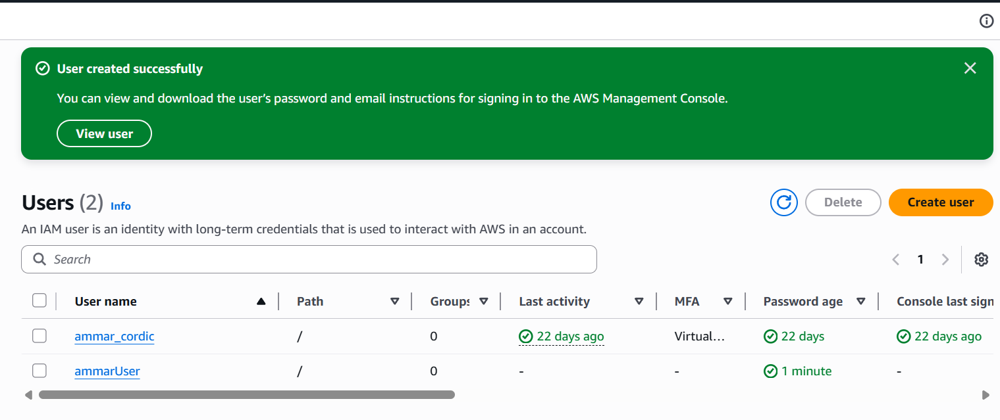 User created successfully
You can view and download the user's password and email instructions for signing in to the AWS Management Console.
View user
Users (2) Info
Delete
Create user
An IAM user is an identity with long-term credentials that is used to interact with AWS in an account.
Search
1
User name Path Groups Last activity MFA Password age Console last sign
ammar_cordic / 0 22 days ago Virtual... 22 days 22 days ago
ammarUser / 0 - - 1 minute -